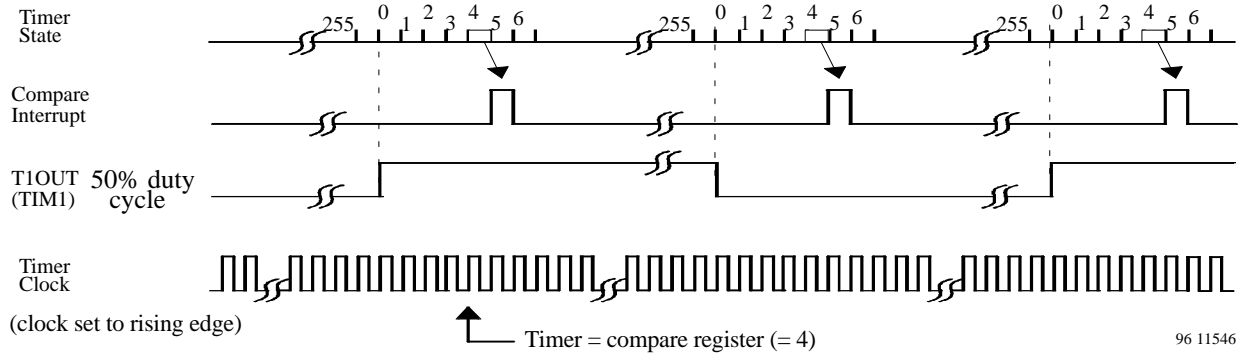 Timer
State
255 0 1 2 3 4 5 6 255 0 1 2 3 4 5 6 255 0 1 2 3 4 5 6
Compare
Interrupt
T1OUT 50% duty
(TIM1) cycle
Timer
Clock
(clock set to rising edge)
Timer = compare register (= 4)
96 11546